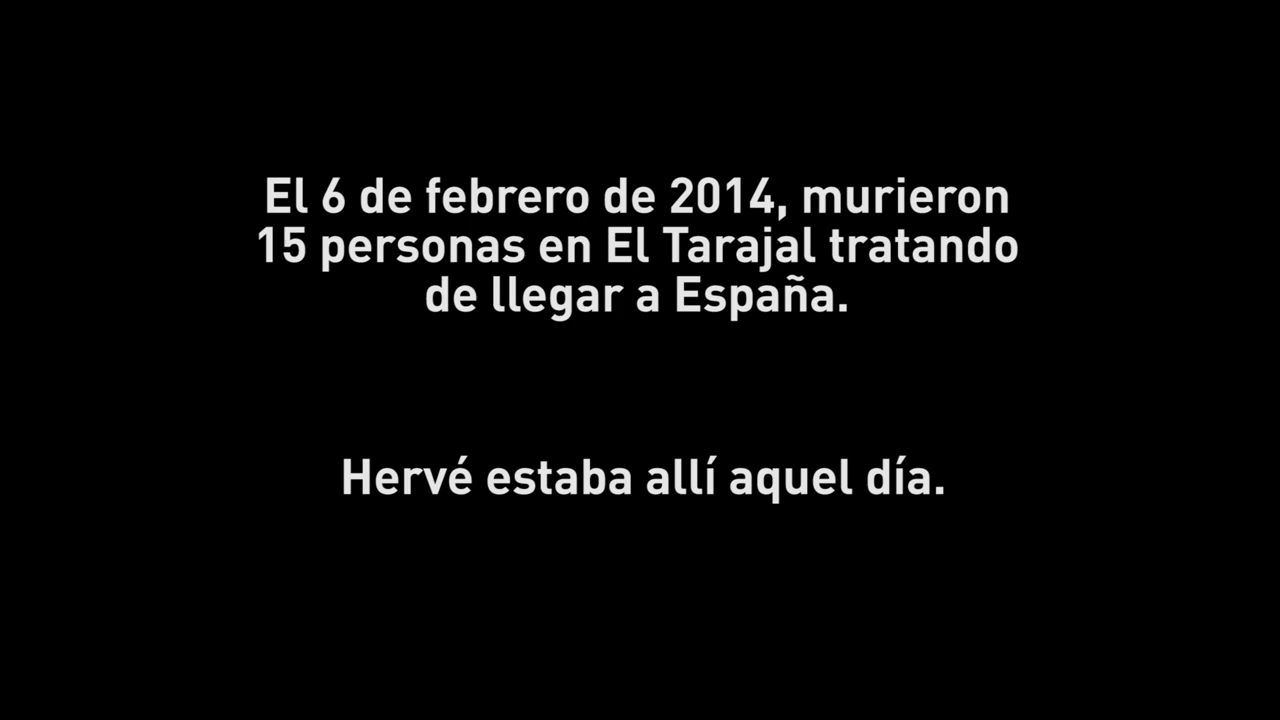 El 6 de febrero de 2014, murieron
15 personas en El Tarajal tratando
de llegar a España.
Hervé estaba allí aquel día.